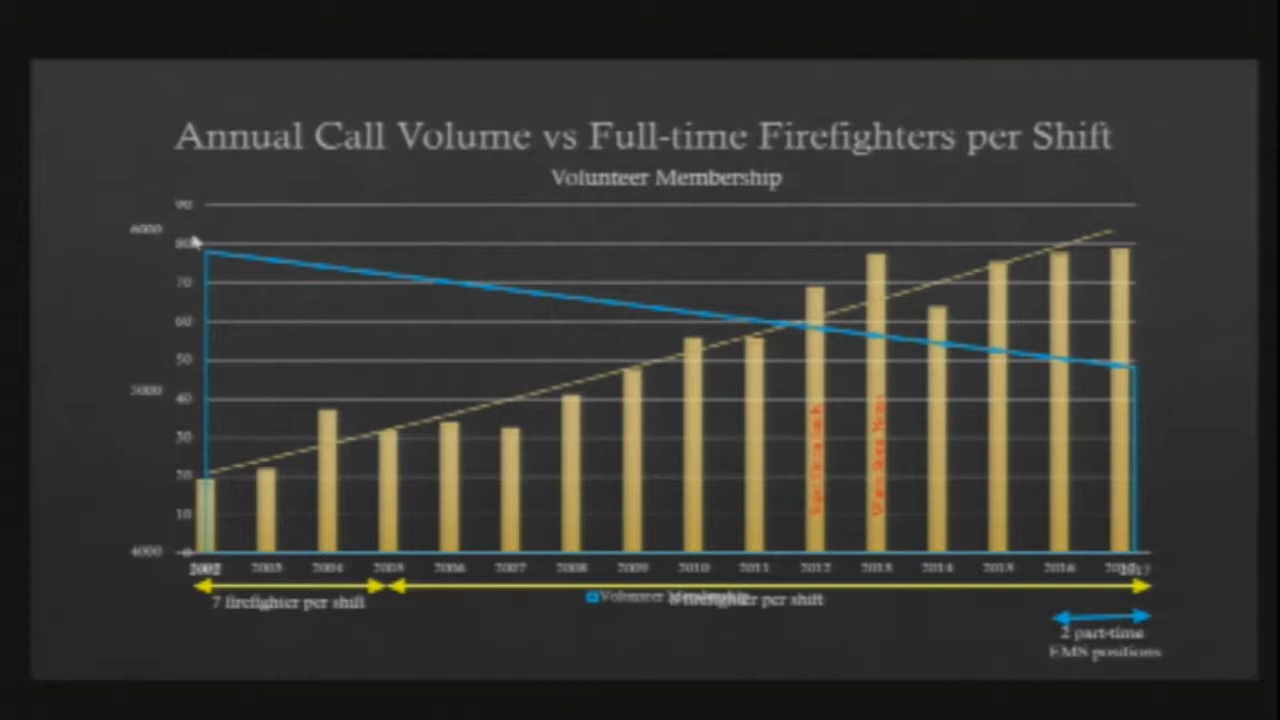 Annual Call Volume vs Full-time Firefighters per Shift
Volunteer Membership
90
6000
80
70
60
50
5000
40
30
20
10
4000
0
2002 2003 2004 2005 2006 2007 2008 2009 2010 2011 2012 2013 2014 2015 2016 2017
7 firefighter per shift
Volunteer Membership
firefighter per shift
2 part-time
EMS positions